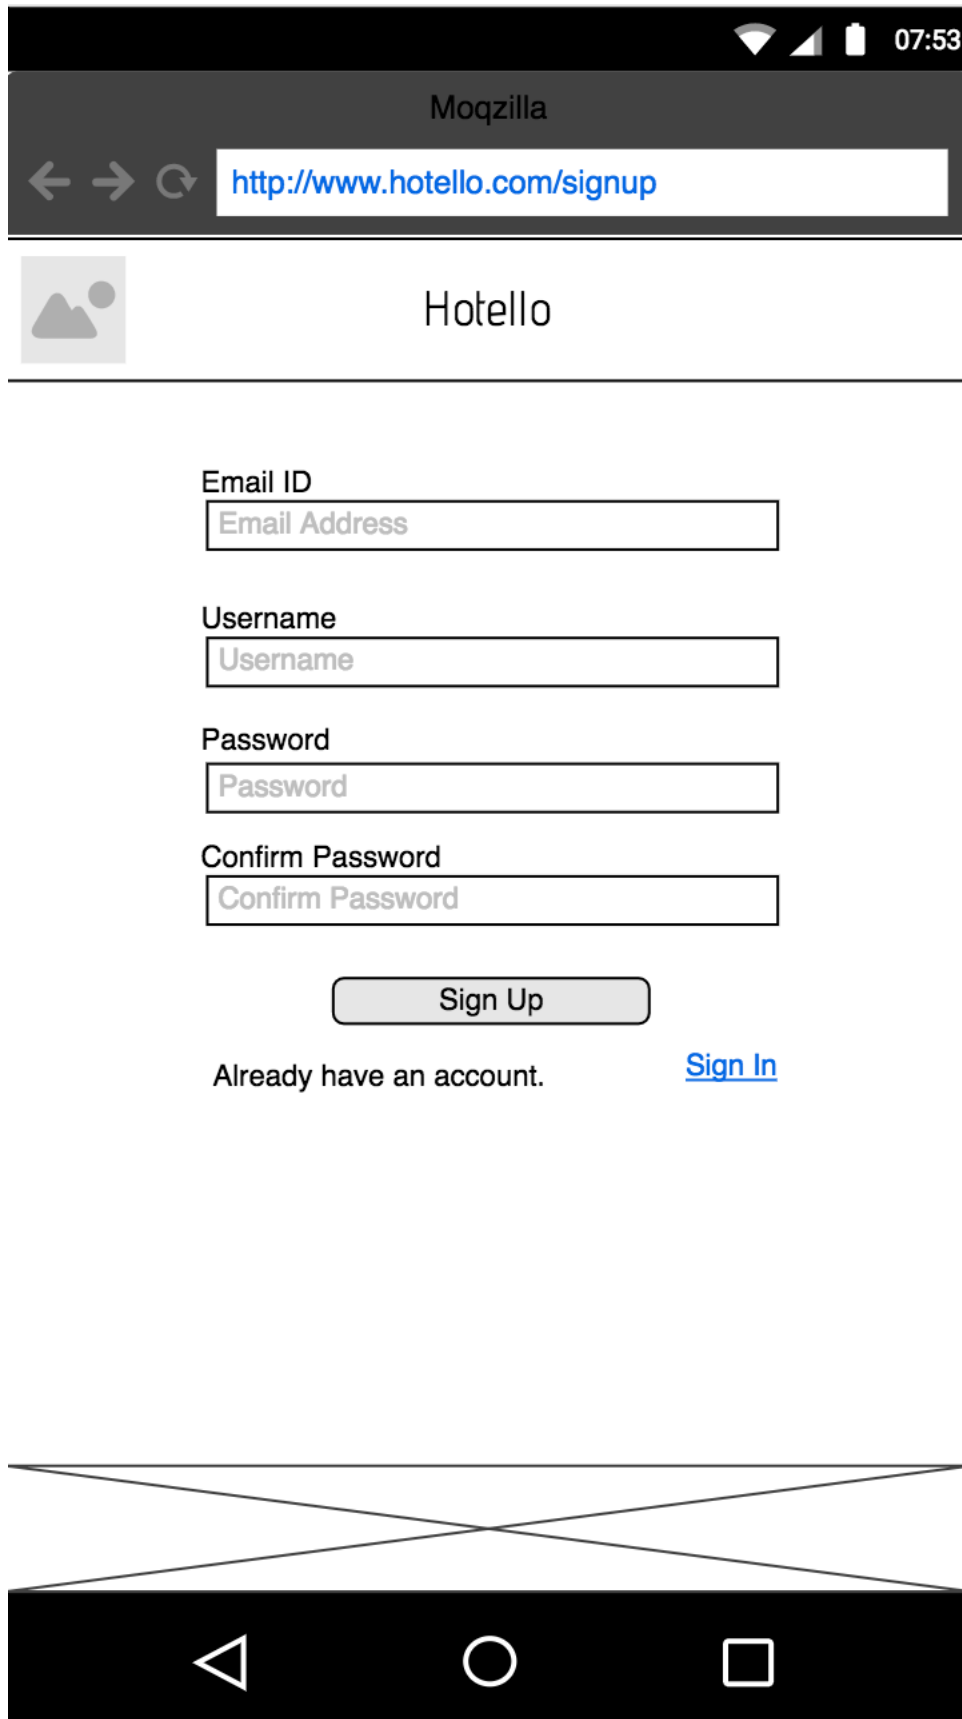 07:53
Moqzilla
http://www.hotello.com/signup
Hotello
Email ID
Email Address
Username
Username
Password
Password
Confirm Password
Confirm Password
Sign Up
Already have an account. Sign In